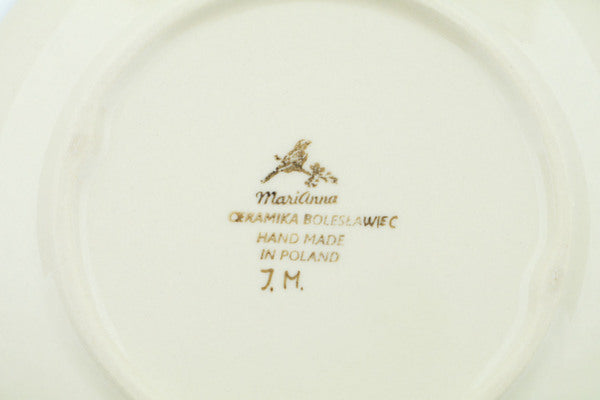 MariAnna
CERAMIKA BOLESŁAWIEC
HAND MADE
IN POLAND
J. M.